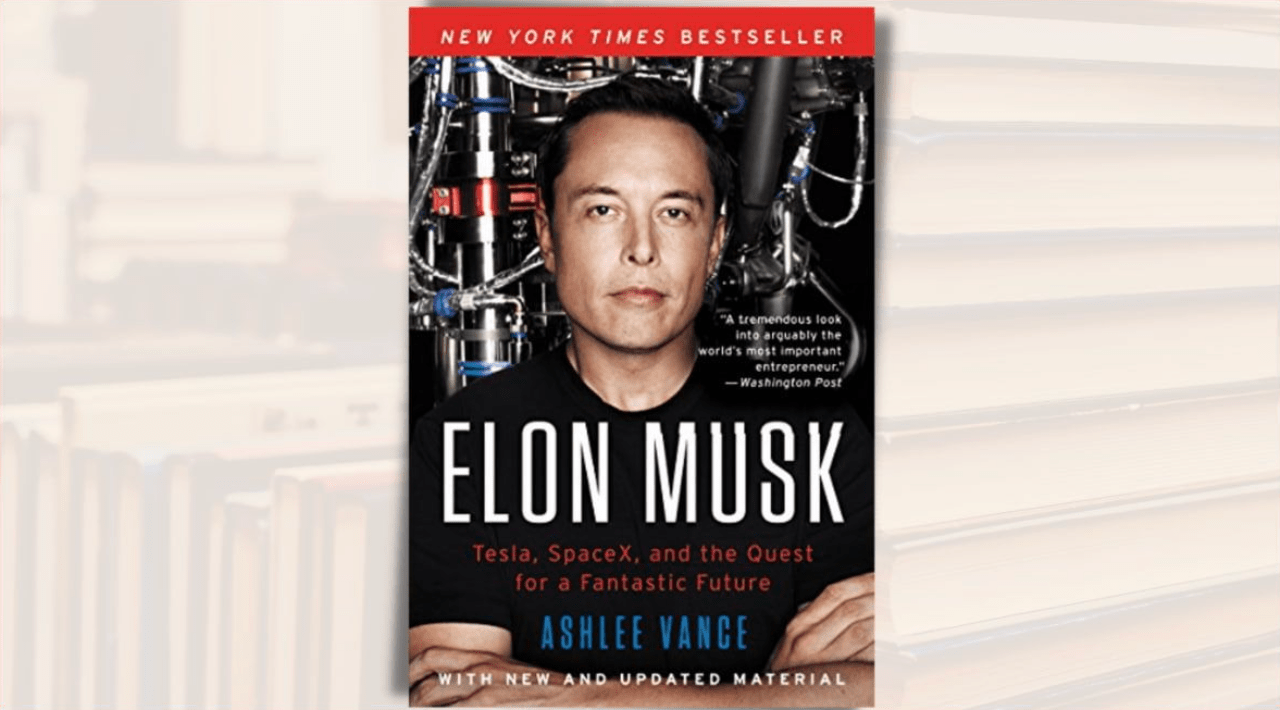 NEW YORK TIMES BESTSELLER
"A tremendous look
into arguably the
world's most important
entrepreneur."
—Washington Post
ELON MUSK
Tesla, SpaceX, and the Quest
for a Fantastic Future
ASHLEE VANCE
WITH NEW AND UPDATED MATERIAL